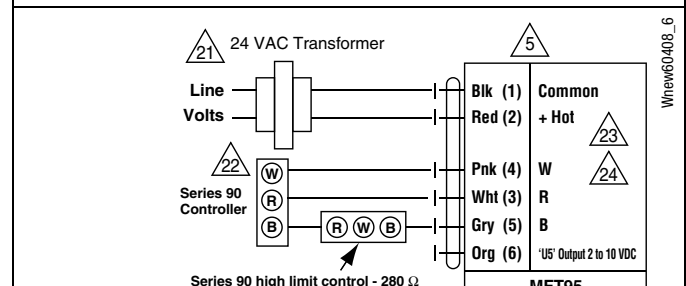 21 24 VAC Transformer
5
Wnew60408_6
Line
Volts
Blk (1) Common
Red (2) + Hot
23
22
24
W
R
B
Series 90
Controller
R W B
Pnk (4) W
Wht (3) R
Gry (5) B
Org (6) 'U5' Output 2 to 10 VDC
Series 90 high limit control - 280 Ω
MET95